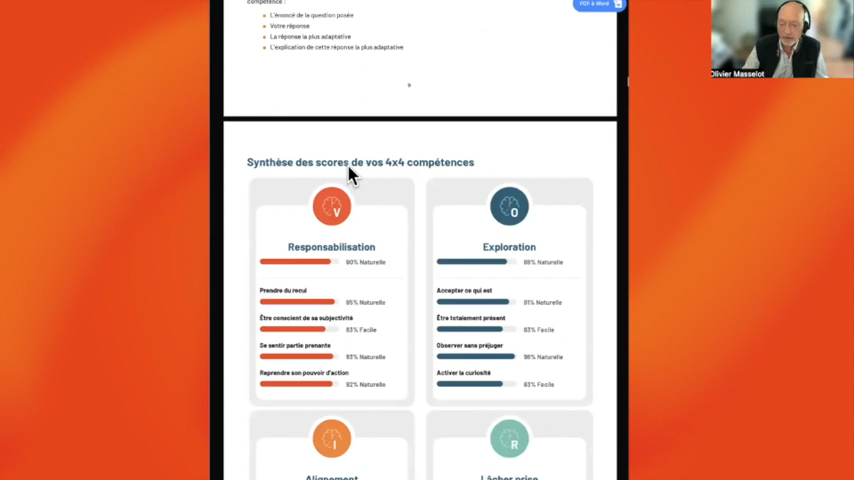 compétence :
L'énoncé de la question posée
Votre réponse
La réponse la plus adaptative
L'explication de cette réponse la plus adaptative
9
PDF à Word
Olivier Masselot
Synthèse des scores de vos 4x4 compétences
V
Responsabilisation
90% Naturelle
Prendre du recul
95% Naturelle
Être conscient de sa subjectivité
83% Facile
Se sentir partie prenante
93% Naturelle
Reprendre son pouvoir d'action
92% Naturelle
O
Exploration
88% Naturelle
Accepter ce qui est
91% Naturelle
Être totalement présent
83% Facile
Observer sans préjuger
98% Naturelle
Activer la curiosité
83% Facile
I
Alignement
R
Lâcher prise